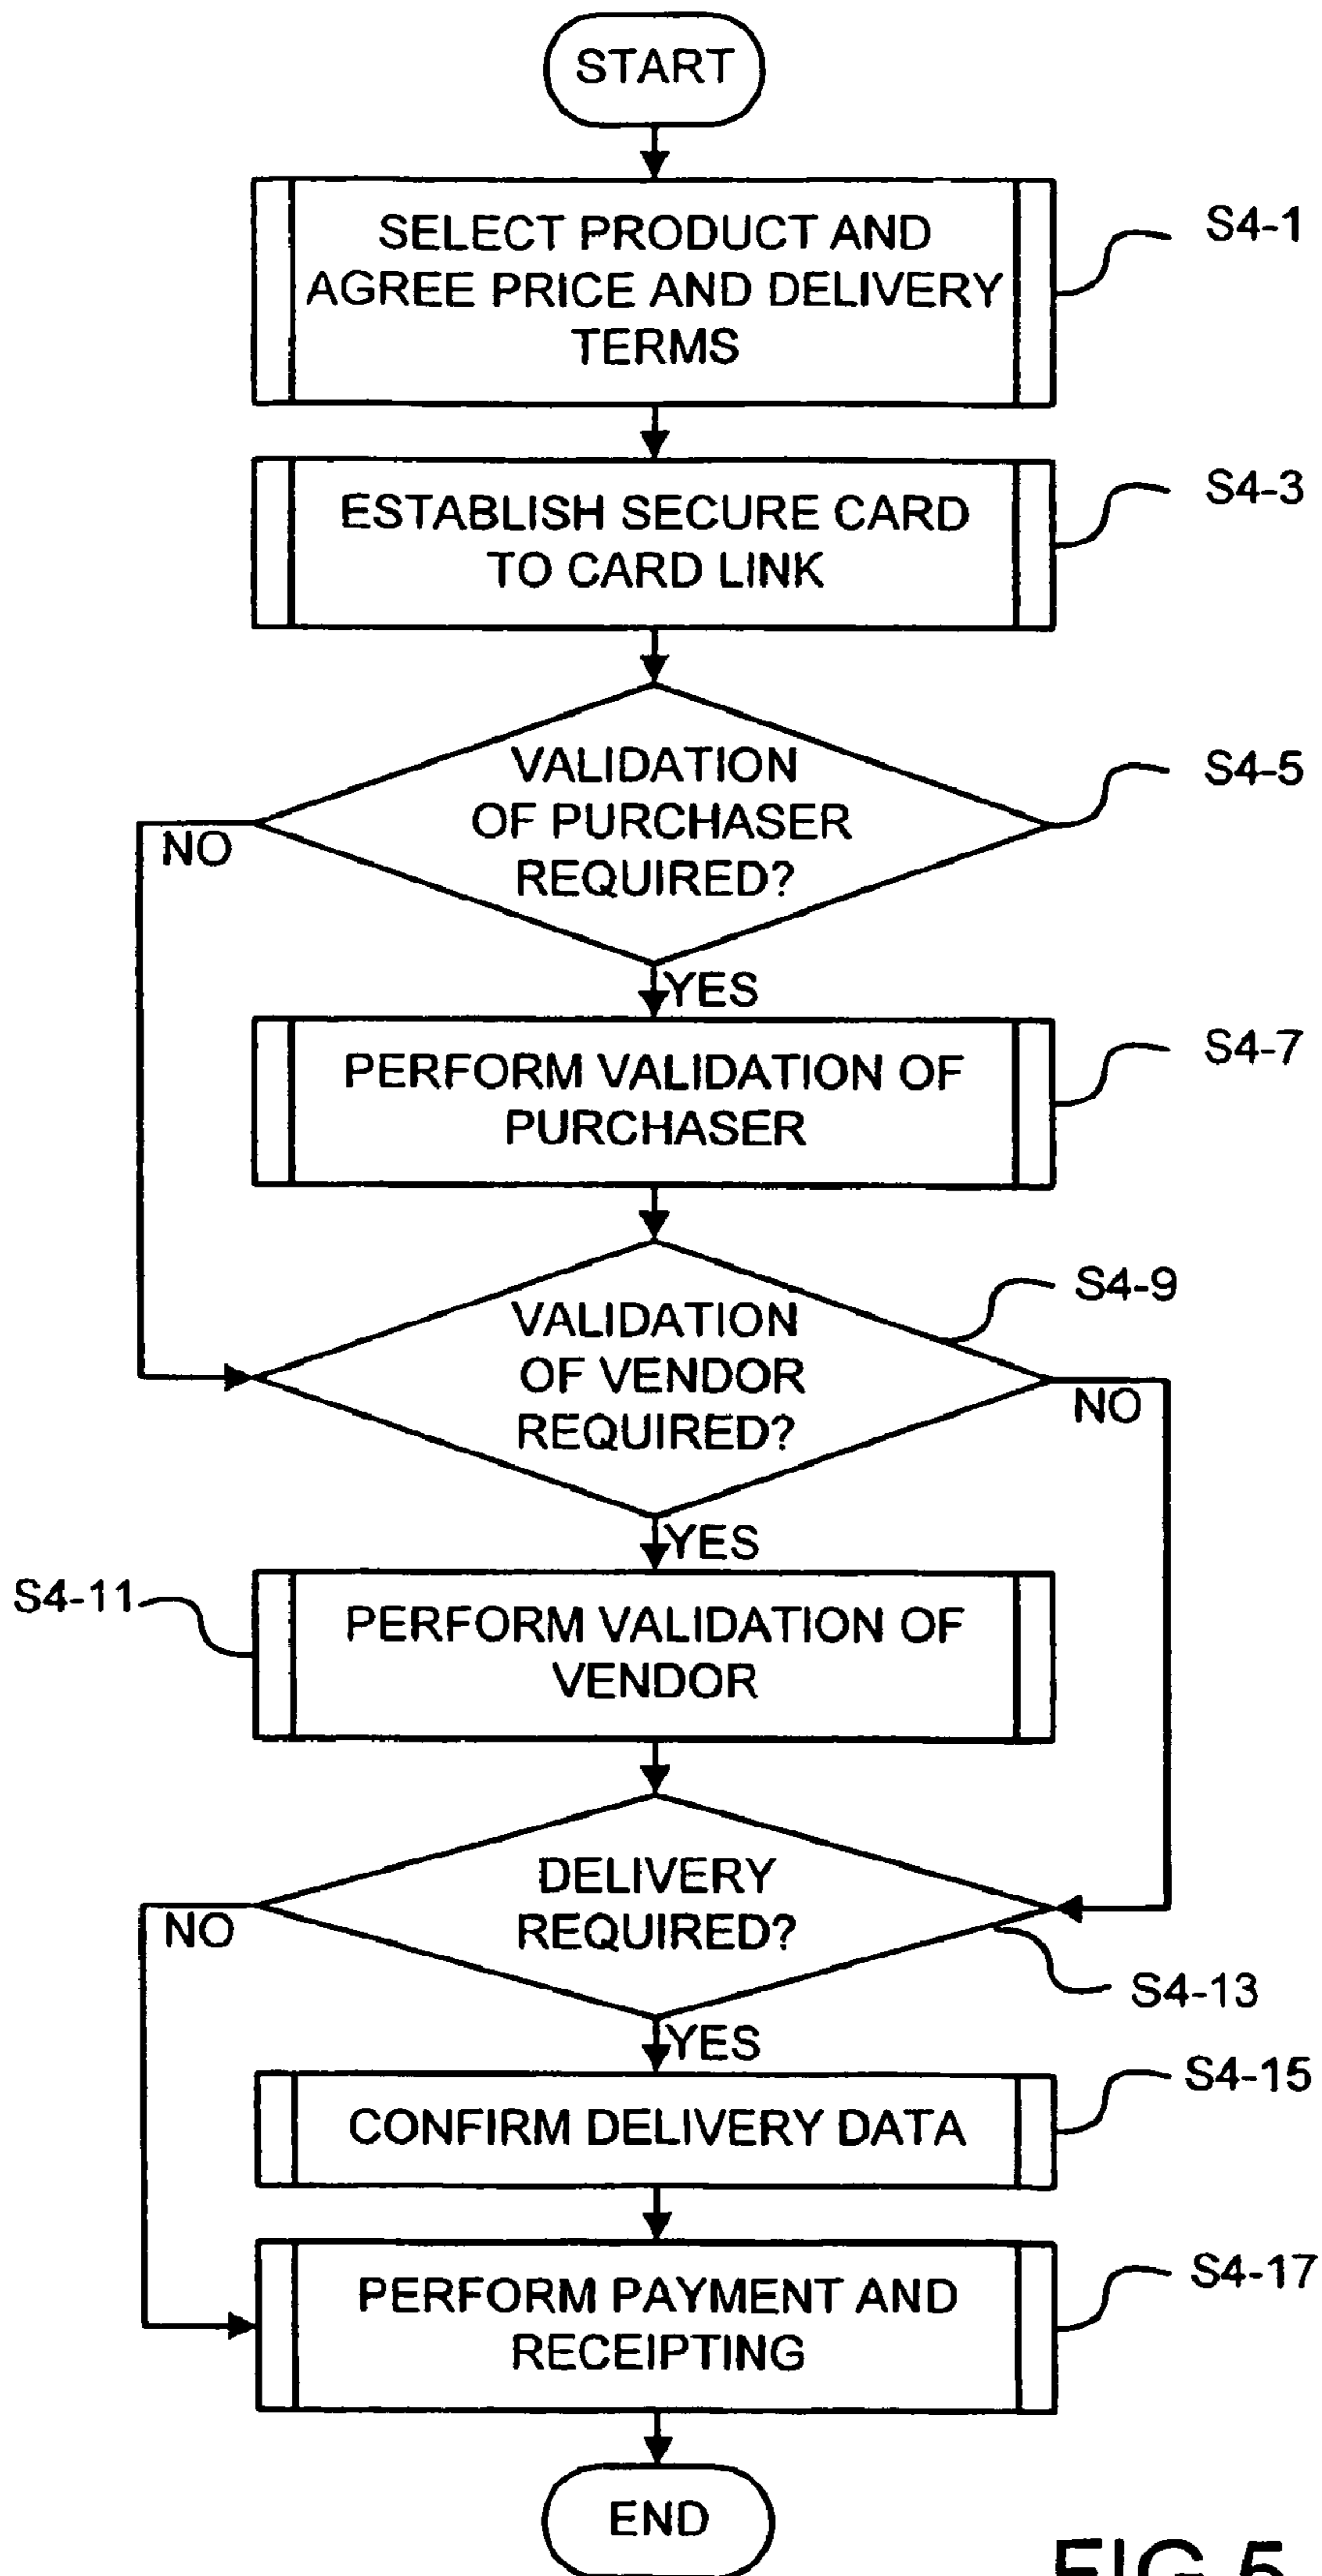 START
SELECT PRODUCT AND
AGREE PRICE AND DELIVERY
TERMS
S4-1
ESTABLISH SECURE CARD
TO CARD LINK
S4-3
VALIDATION
OF PURCHASER
REQUIRED?
S4-5
NO
YES
PERFORM VALIDATION OF
PURCHASER
S4-7
VALIDATION
OF VENDOR
REQUIRED?
S4-9
NO
YES
S4-11
PERFORM VALIDATION OF
VENDOR
DELIVERY
REQUIRED?
NO
S4-13
YES
CONFIRM DELIVERY DATA
S4-15
PERFORM PAYMENT AND
RECEIPTING
S4-17
END
FIG 5